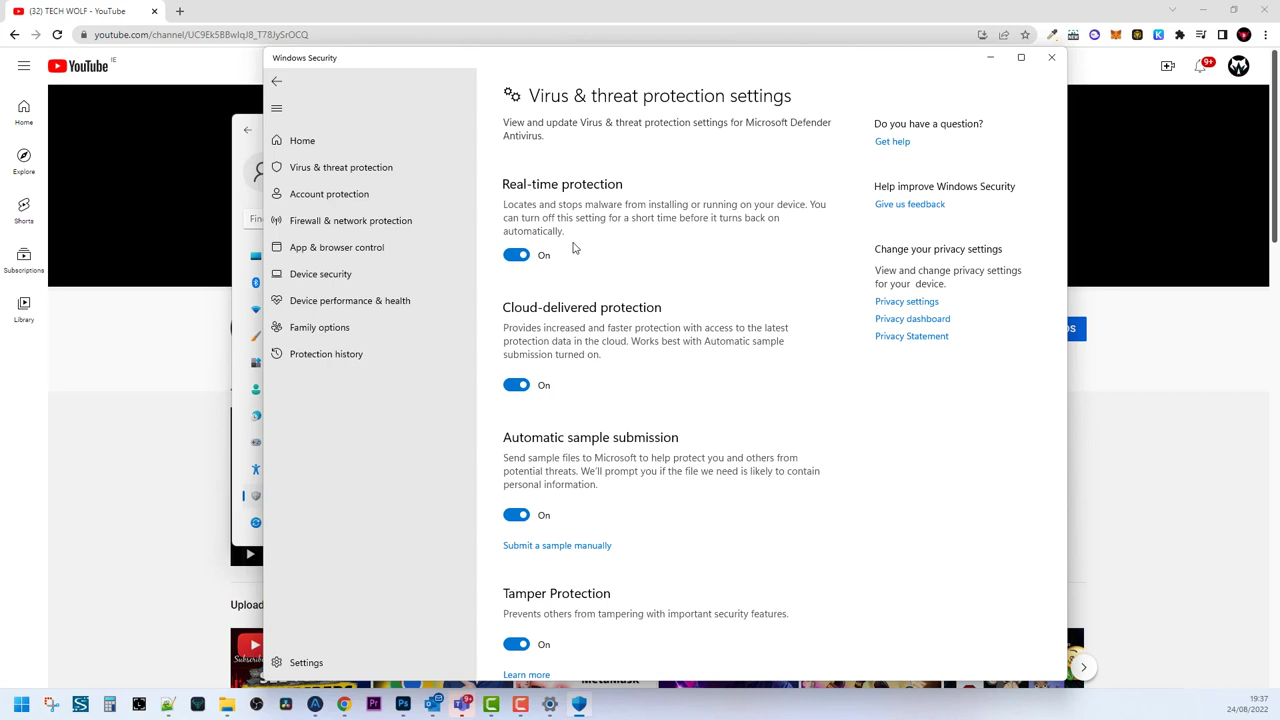 (32) TECH WOLF - YouTube
youtube.com/channel/UC9Ek5BBwIqJ8_T78JySrOCQ
YouTube IE
9+
Home
Explore
Shorts
Subscriptions
Library
Windows Security
Home
Virus & threat protection
Account protection
Firewall & network protection
App & browser control
Device security
Device performance & health
Family options
Protection history
Settings
Virus & threat protection settings
View and update Virus & threat protection settings for Microsoft Defender
Antivirus.
Real-time protection
Locates and stops malware from installing or running on your device. You
can turn off this setting for a short time before it turns back on
automatically.
On
Cloud-delivered protection
Provides increased and faster protection with access to the latest
protection data in the cloud. Works best with Automatic sample
submission turned on.
On
Automatic sample submission
Send sample files to Microsoft to help protect you and others from
potential threats. We'll prompt you if the file we need is likely to contain
personal information.
On
Submit a sample manually
Tamper Protection
Prevents others from tampering with important security features.
On
Learn more
Do you have a question?
Get help
Help improve Windows Security
Give us feedback
Change your privacy settings
View and change privacy settings
for your device.
Privacy settings
Privacy dashboard
Privacy Statement
Upload
9+
19:37
24/08/2022